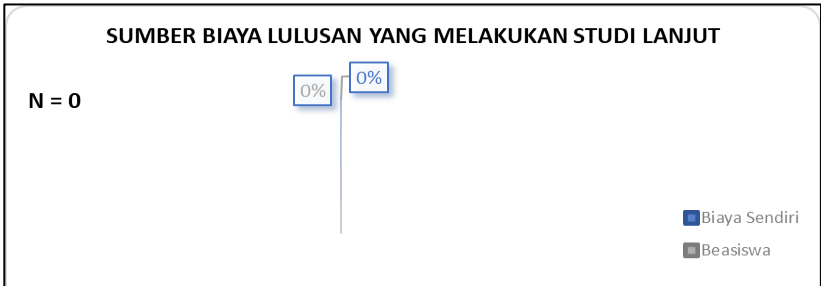 SUMBER BIAYA LULUSAN YANG MELAKUKAN STUDI LANJUT
0%
0%
N = 0
Biaya Sendiri
Beasiswa